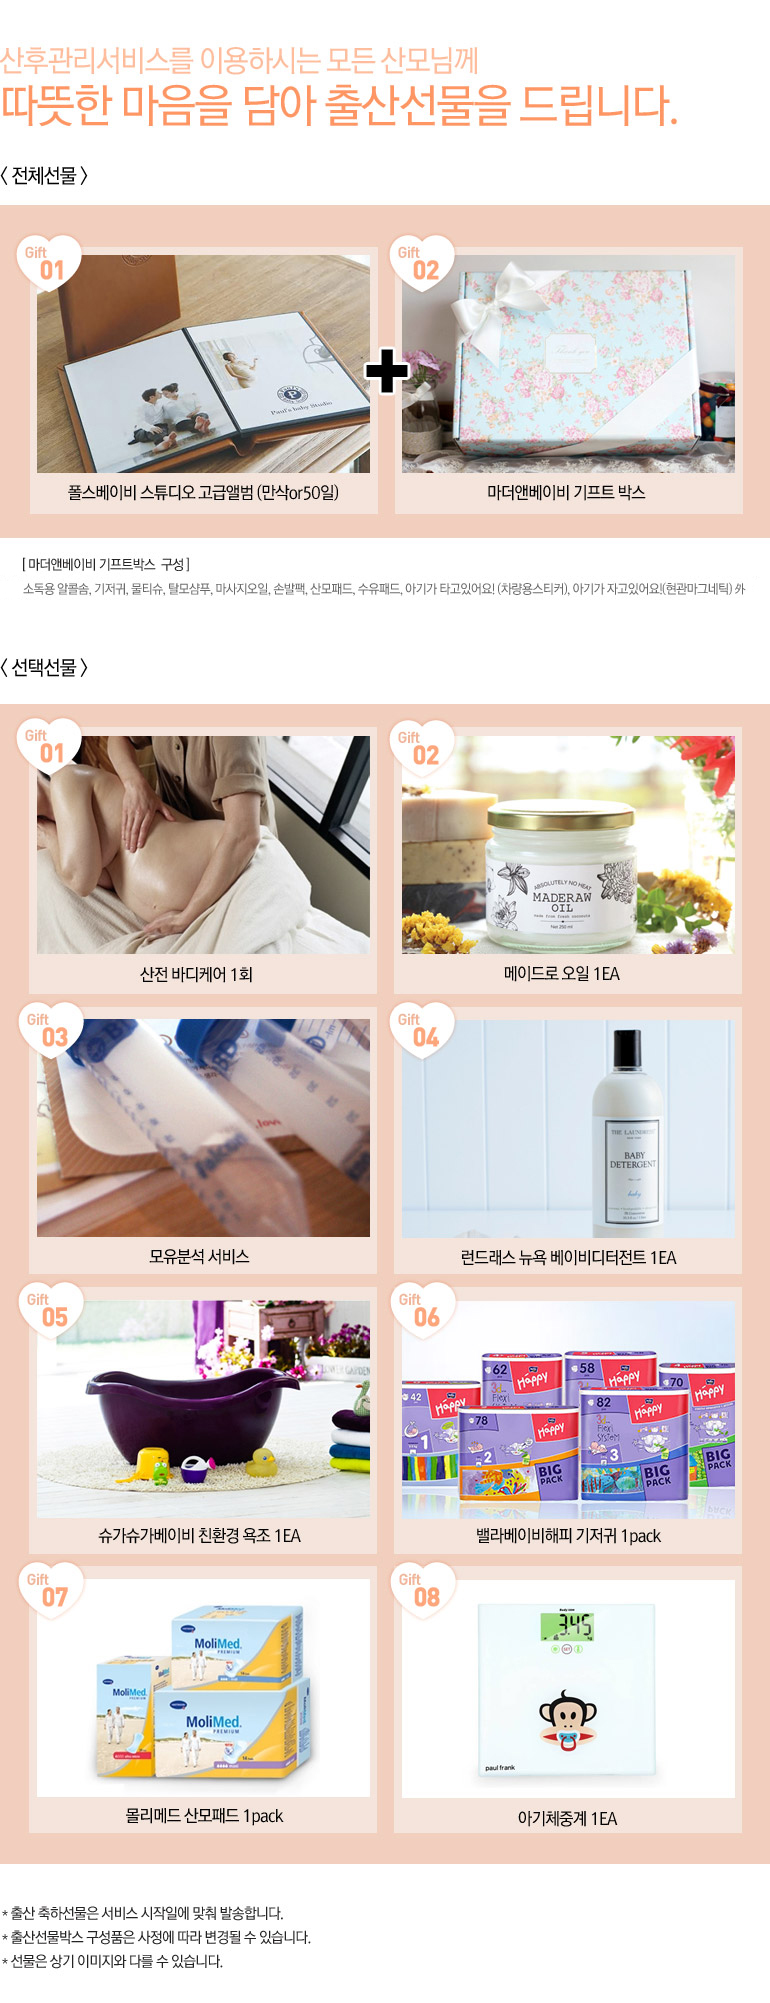 산후관리서비스를 이용하시는 모든 산모님께
따뜻한 마음을 담아 출산선물을 드립니다.
〈 전체선물 〉
Gift 01
Gift 02
Paul's baby Studio
Thank you
폴스베이비 스튜디오 고급앨범 (만삭or50일)
마더앤베이비 기프트 박스
[ 마더앤베이비 기프트박스 구성 ]
소독용 알콜솜, 기저귀, 물티슈, 탈모샴푸, 마사지오일, 손발팩, 산모패드, 수유패드, 아기가 타고있어요! (차량용스티커), 아기가 자고있어요!(현관마그네틱) 外
〈 선택선물 〉
Gift 01
Gift 02
ABSOLUTELY NO HEAT
MADERAW
OIL
made from fresh coconuts
Net 250 ml
산전 바디케어 1회
메이드로 오일 1EA
Gift 03
Gift 04
THE LAUNDRESS
NEW YORK
BABY
DETERGENT
baby
모유분석 서비스
런드래스 뉴욕 베이비디터전트 1EA
Gift 05
Gift 06
62
58
70
42
78
82
Happy
Happy
Happy
Happy
Happy
Happy
Flexi
SYSTEM
1
2
3
BIG
PACK
BIG
PACK
BIG
PACK
슈가슈가베이비 친환경 욕조 1EA
밸라베이비해피 기저귀 1pack
Gift 07
Gift 08
MoliMed.
PREMIUM
MoliMed.
PREMIUM
MoliMed.
PREMIUM
3.45
paul frank
몰리메드 산모패드 1pack
아기체중계 1EA
* 출산 축하선물은 서비스 시작일에 맞춰 발송합니다.
* 출산선물박스 구성품은 사정에 따라 변경될 수 있습니다.
* 선물은 상기 이미지와 다를 수 있습니다.